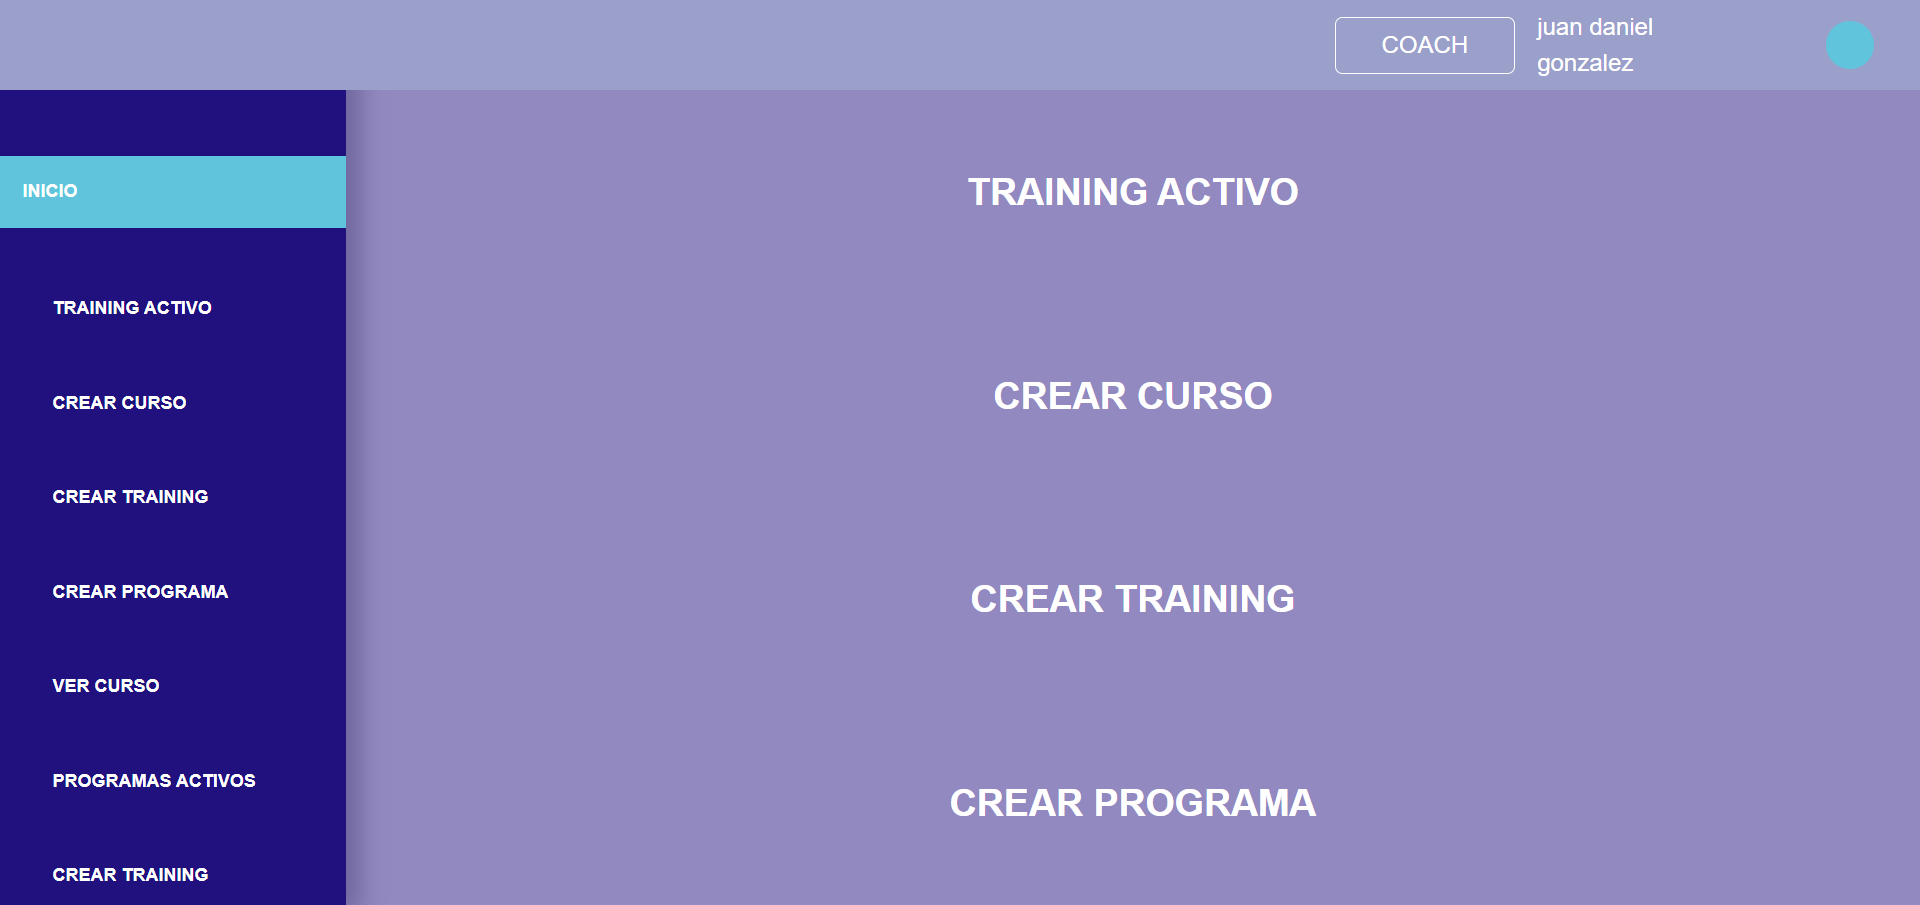 COACH
juan daniel
gonzalez
INICIO
TRAINING ACTIVO
CREAR CURSO
CREAR TRAINING
CREAR PROGRAMA
VER CURSO
PROGRAMAS ACTIVOS
CREAR TRAINING
TRAINING ACTIVO
CREAR CURSO
CREAR TRAINING
CREAR PROGRAMA